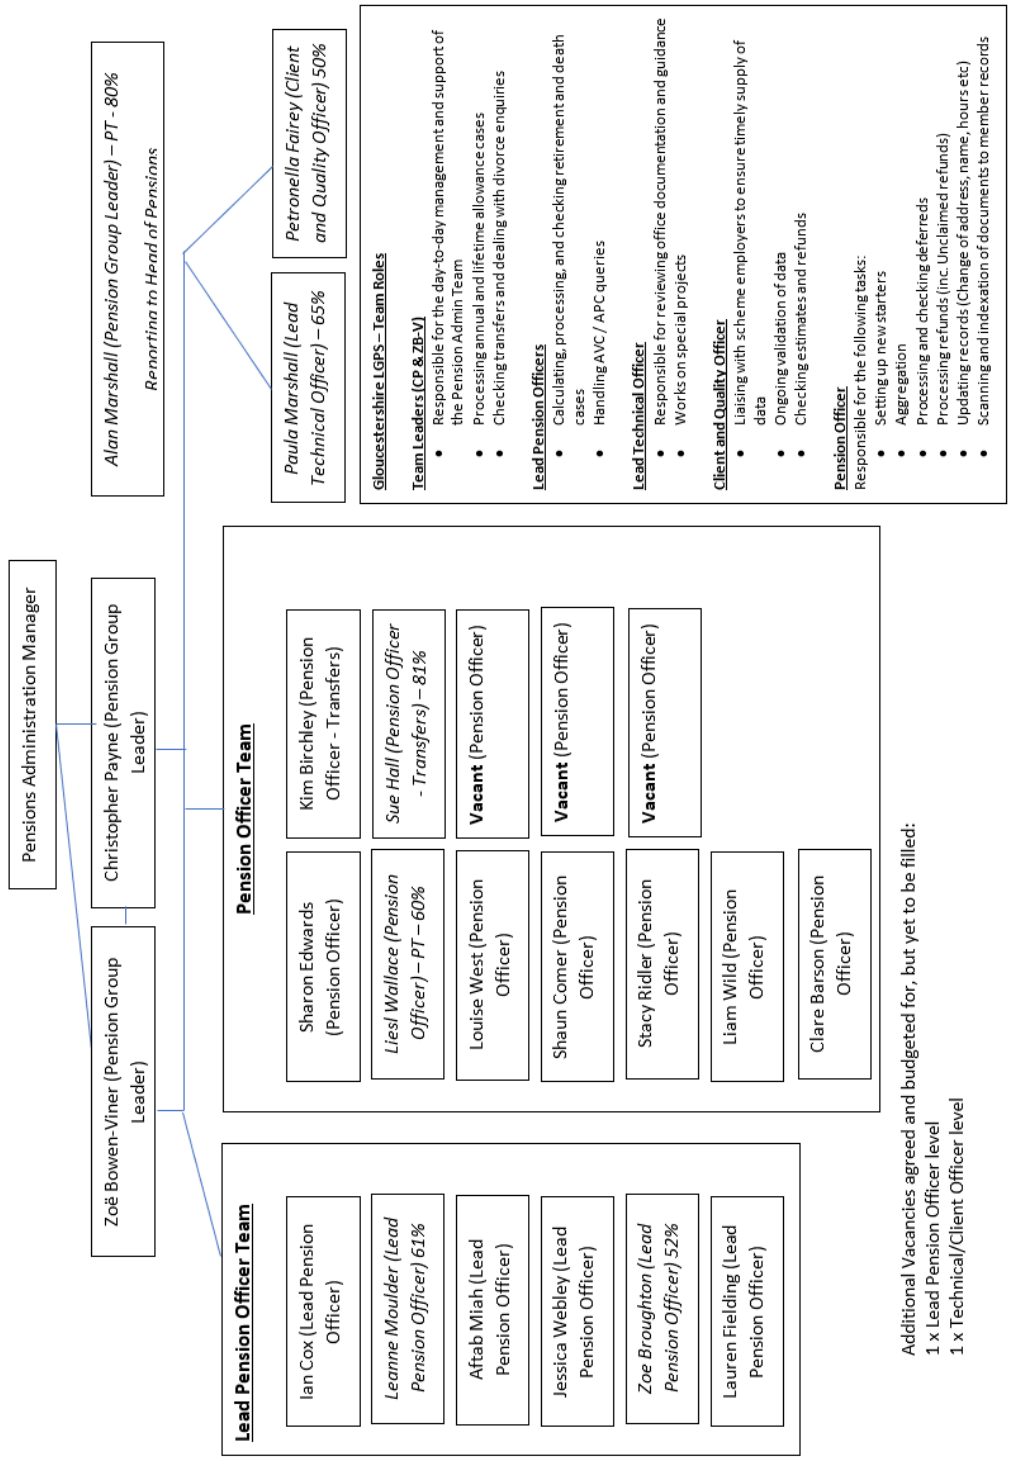 Pensions Administration Manager
Zoë Bowen-Viner (Pension Group
Leader)
Christopher Payne (Pension Group
Leader)
Alan Marshall (Pension Group Leader) – PT - 80%
Reporting to Head of Pensions
Paula Marshall (Lead
Technical Officer) – 65%
Petronella Fairey (Client
and Quality Officer) 50%
Lead Pension Officer Team
Ian Cox (Lead Pension
Officer)
Leanne Moulder (Lead
Pension Officer) 61%
Aftab Miah (Lead
Pension Officer)
Jessica Webley (Lead
Pension Officer)
Zoe Broughton (Lead
Pension Officer) 52%
Lauren Fielding (Lead
Pension Officer)
Pension Officer Team
Sharon Edwards
(Pension Officer)
Liesl Wallace (Pension
Officer) – PT – 60%
Louise West (Pension
Officer)
Shaun Comer (Pension
Officer)
Stacy Ridler (Pension
Officer)
Liam Wild (Pension
Officer)
Clare Barson (Pension
Officer)
Kim Birchley (Pension
Officer - Transfers)
Sue Hall (Pension Officer
- Transfers) – 81%
Vacant (Pension Officer)
Vacant (Pension Officer)
Vacant (Pension Officer)
Gloucestershire LGPS – Team Roles
Team Leaders (CP & ZB-V)
• Responsible for the day-to-day management and support of
the Pension Admin Team
• Processing annual and lifetime allowance cases
• Checking transfers and dealing with divorce enquiries
Lead Pension Officers
• Calculating, processing, and checking retirement and death
cases
• Handling AVC / APC queries
Lead Technical Officer
• Responsible for reviewing office documentation and guidance
• Works on special projects
Client and Quality Officer
• Liaising with scheme employers to ensure timely supply of
data
• Ongoing validation of data
• Checking estimates and refunds
Pension Officer
Responsible for the following tasks:
• Setting up new starters
• Aggregation
• Processing and checking deferreds
• Processing refunds (inc. Unclaimed refunds)
• Updating records (Change of address, name, hours etc)
• Scanning and indexation of documents to member records
Additional Vacancies agreed and budgeted for, but yet to be filled:
1 x Lead Pension Officer level
1 x Technical/Client Officer level